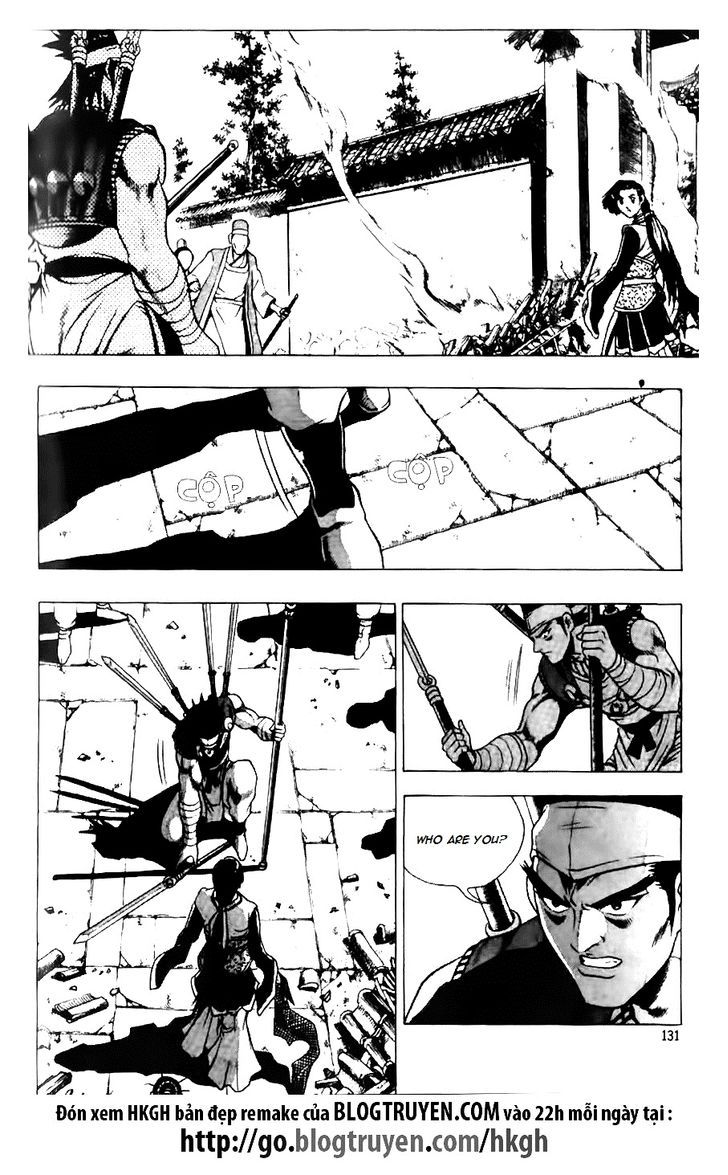 CỘP
CỘP
WHO ARE YOU?
131
Đón xem HKGH bản đẹp remake của BLOGTRUYEN.COM vào 22h mỗi ngày tại :
http://go.blogtruyen.com/hkgh